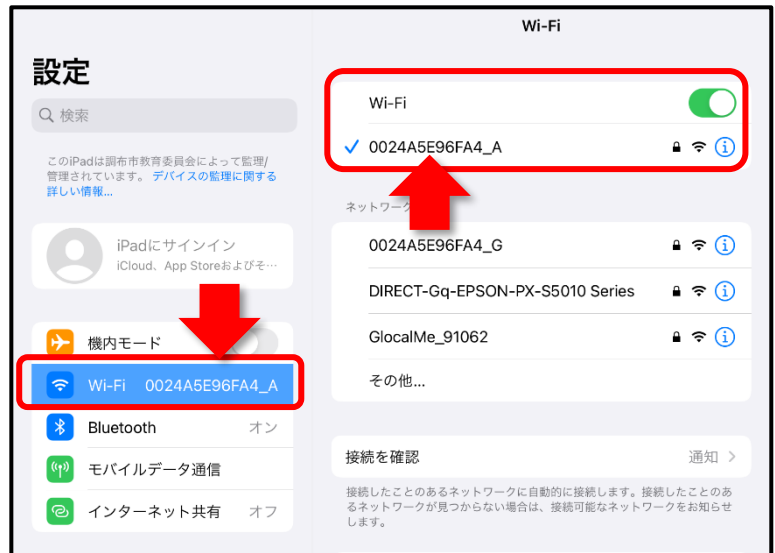 Wi-Fi
設定
検索
このiPadは調布市教育委員会によって監理/
管理されています。 デバイスの監理に関する
詳しい情報...
iPadにサインイン
iCloud、App Storeおよびそ…
機内モード
Wi-Fi 0024A5E96FA4_A
Bluetooth オン
モバイルデータ通信
インターネット共有 オフ
Wi-Fi
0024A5E96FA4_A
ネットワーク
0024A5E96FA4_G
DIRECT-Gq-EPSON-PX-S5010 Series
GlocalMe_91062
その他...
接続を確認 通知
接続したことのあるネットワークに自動的に接続します。接続したことのあ
るネットワークが見つからない場合は、接続可能なネットワークをお知らせ
します。